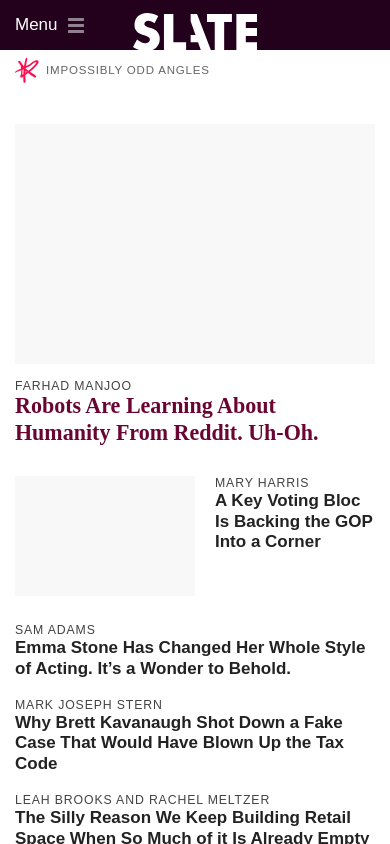 Menu
SLATE
IMPOSSIBLY ODD ANGLES
FARHAD MANJOO
Robots Are Learning About
Humanity From Reddit. Uh-Oh.
MARY HARRIS
A Key Voting Bloc
Is Backing the GOP
Into a Corner
SAM ADAMS
Emma Stone Has Changed Her Whole Style
of Acting. It’s a Wonder to Behold.
MARK JOSEPH STERN
Why Brett Kavanaugh Shot Down a Fake
Case That Would Have Blown Up the Tax
Code
LEAH BROOKS AND RACHEL MELTZER
The Silly Reason We Keep Building Retail
Space When So Much of it Is Already Empty